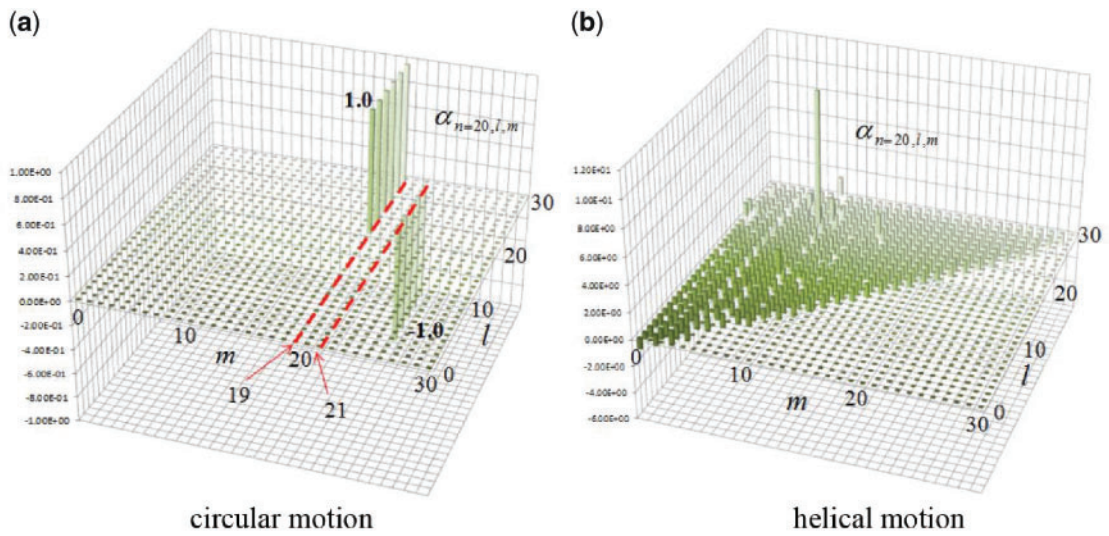 (a)
1.0
α n=20, l, m
1.00E+00
8.00E-01
6.00E-01
4.00E-01
2.00E-01
0.00E+00
-2.00E-01
-4.00E-01
-6.00E-01
-8.00E-01
-1.00E+00
0
10
20
30
m
0
10
20
30
l
-1.0
19
21
circular motion
(b)
α n=20, l, m
1.20E+01
1.00E+01
8.00E+00
6.00E+00
4.00E+00
2.00E+00
0.00E+00
-2.00E+00
-4.00E+00
-6.00E+00
0
10
20
30
m
0
10
20
30
l
helical motion